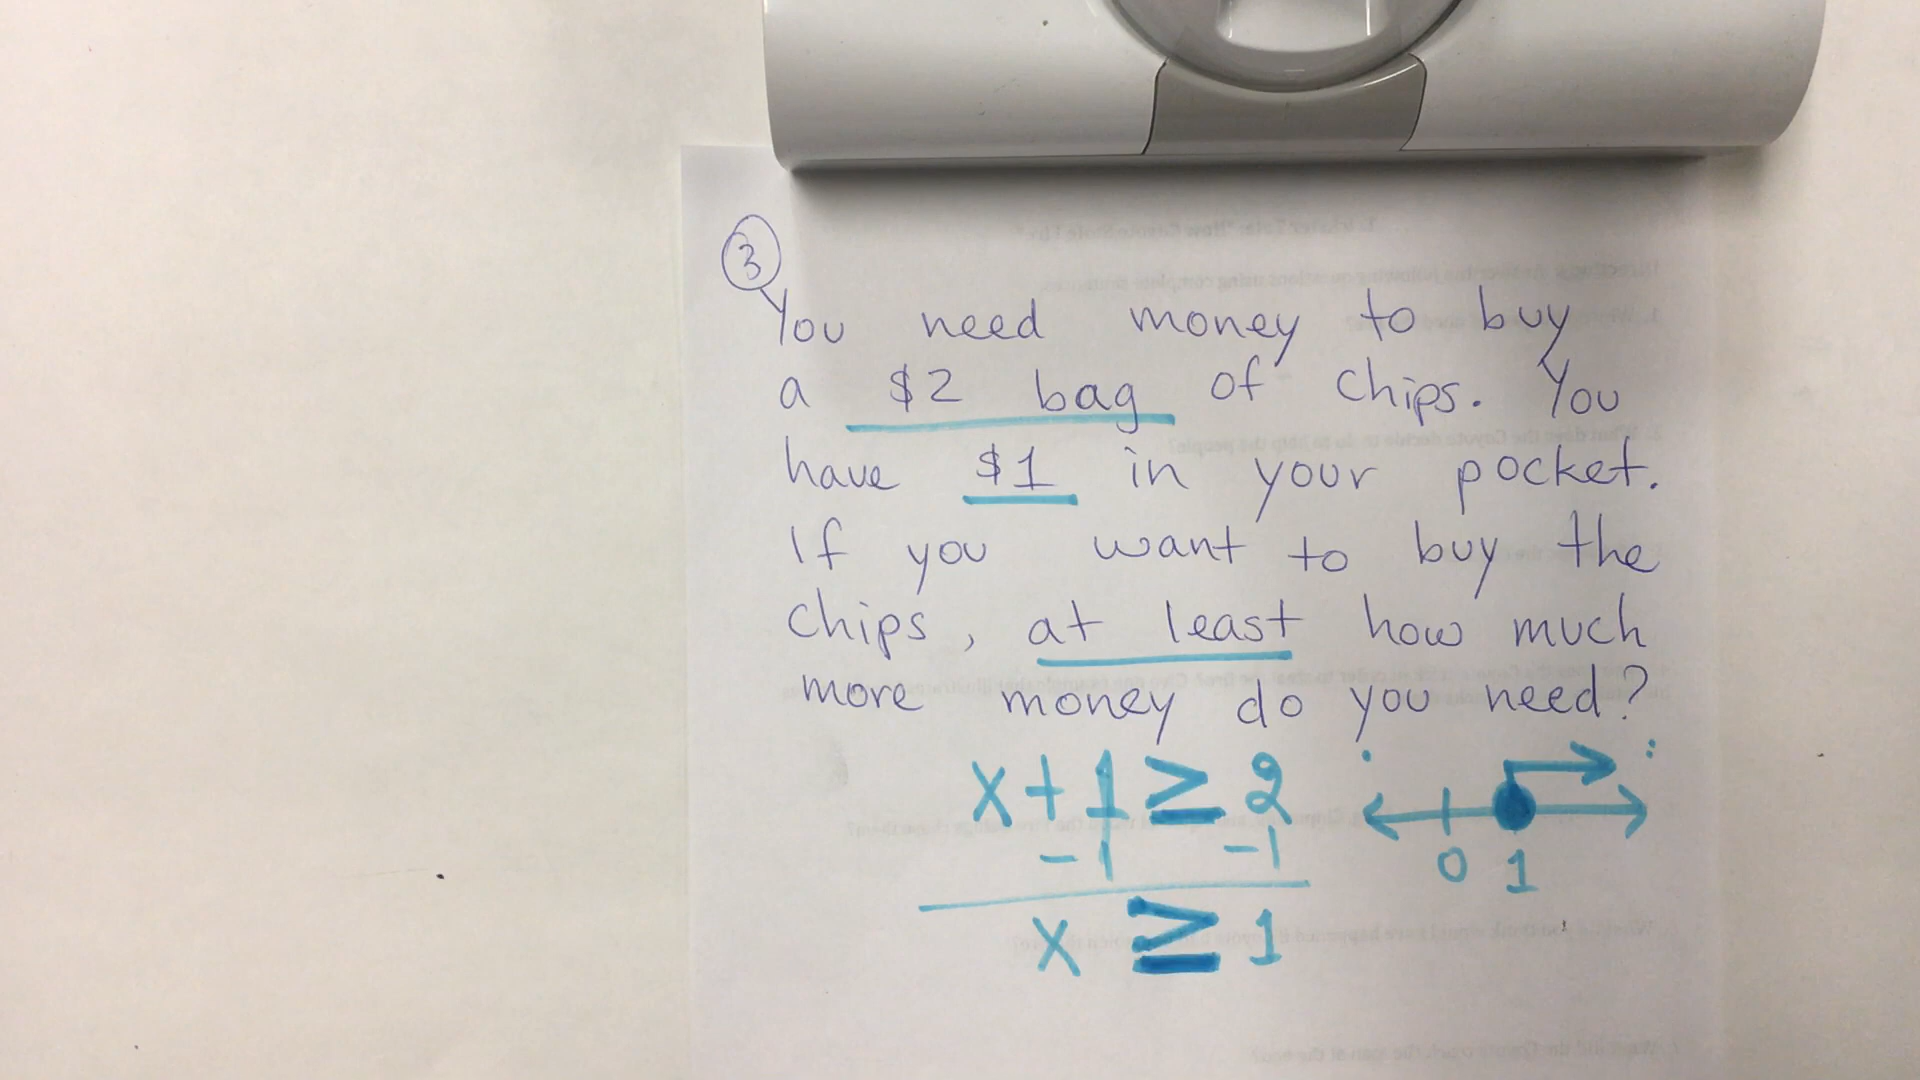 3
You need money to buy
a $2 bag of chips. You
have $1 in your pocket.
If you want to buy the
chips, at least how much
more money do you need?
x + 1 ≥ 2
-1 -1
x ≥ 1
0 1